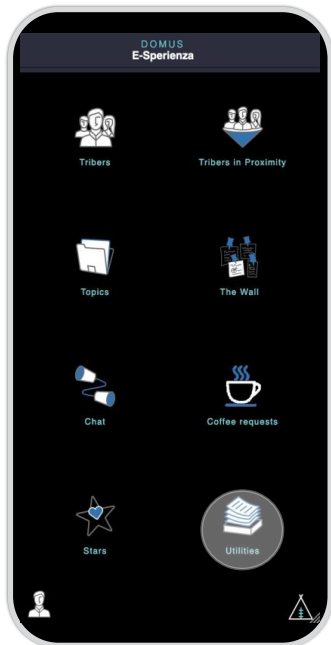 DOMUS
E-Sperienza
Tribers
Tribers in Proximity
Topics
The Wall
Chat
Coffee requests
Stars
Utilities